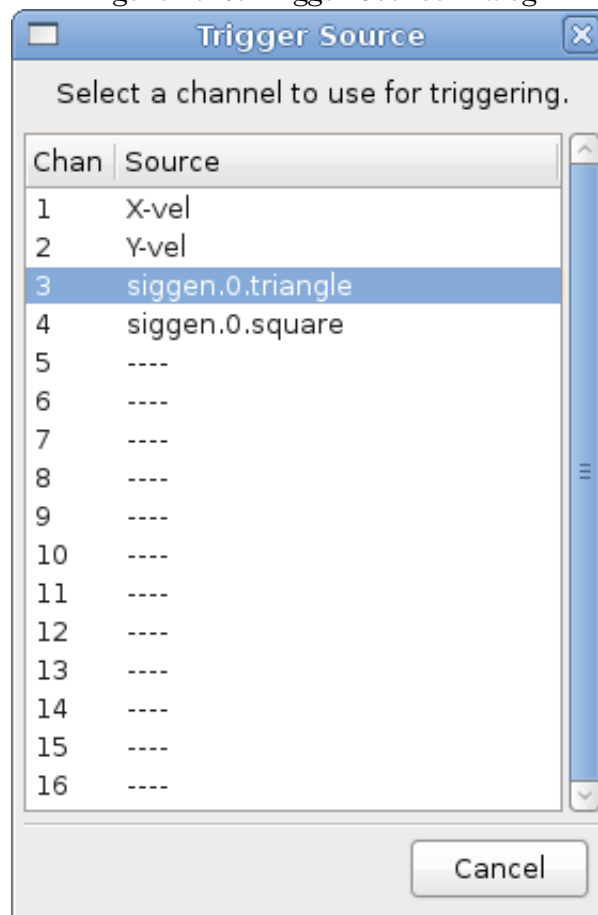 Trigger Source
Select a channel to use for triggering.
Chan Source
1 X-vel
2 Y-vel
3 siggen.0.triangle
4 siggen.0.square
5 ----
6 ----
7 ----
8 ----
9 ----
10 ----
11 ----
12 ----
13 ----
14 ----
15 ----
16 ----
Cancel